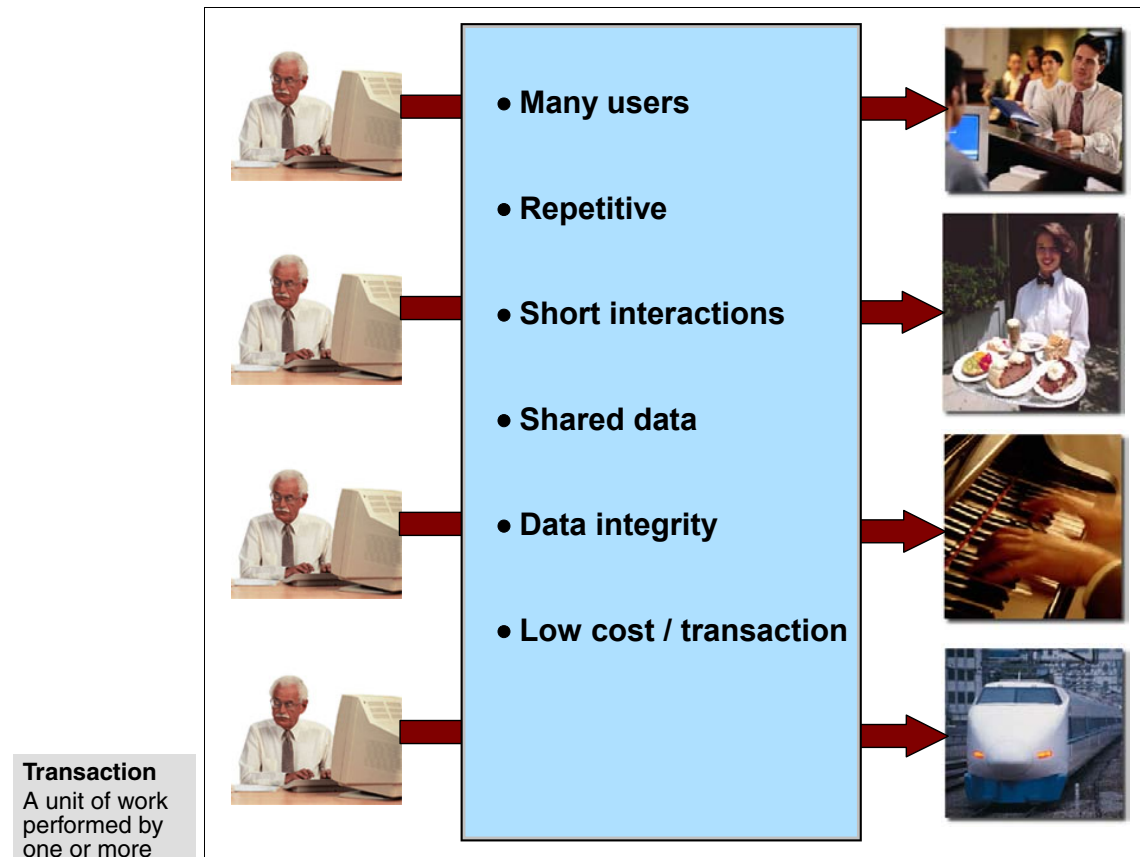 • Many users
• Repetitive
• Short interactions
• Shared data
• Data integrity
• Low cost / transaction
Transaction
A unit of work
performed by
one or more